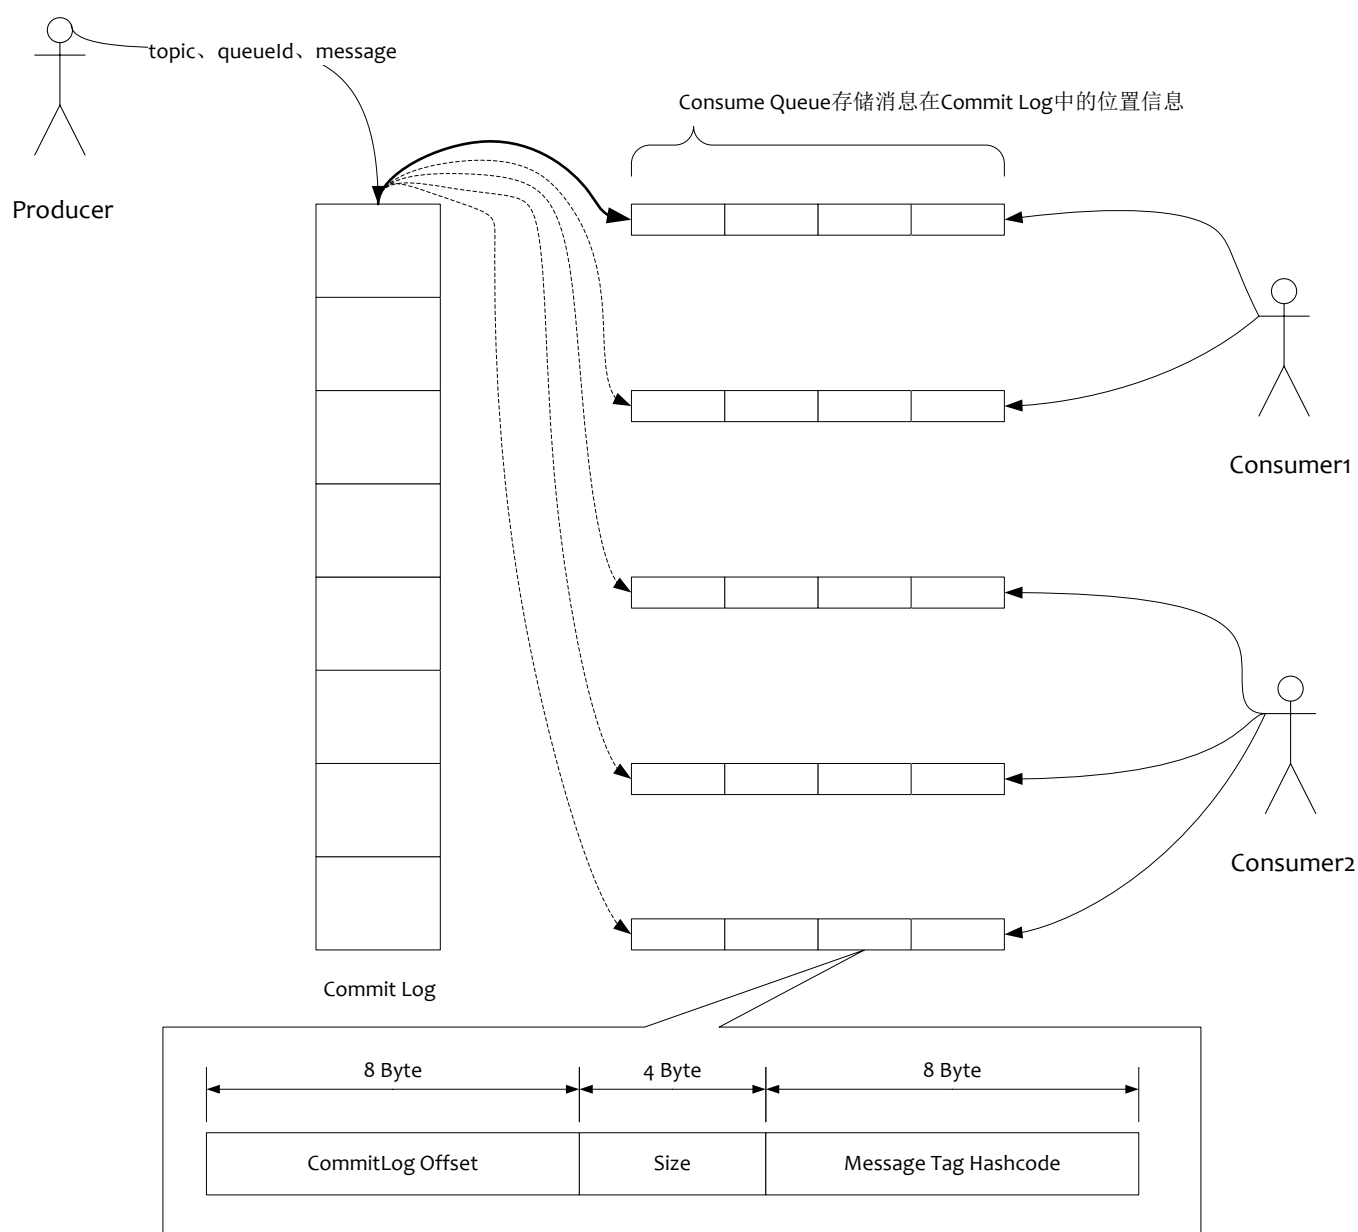 topic、queueId、message
Producer
Consume Queue存储消息在Commit Log中的位置信息
Consumer1
Consumer2
Commit Log
8 Byte
4 Byte
8 Byte
CommitLog Offset
Size
Message Tag Hashcode